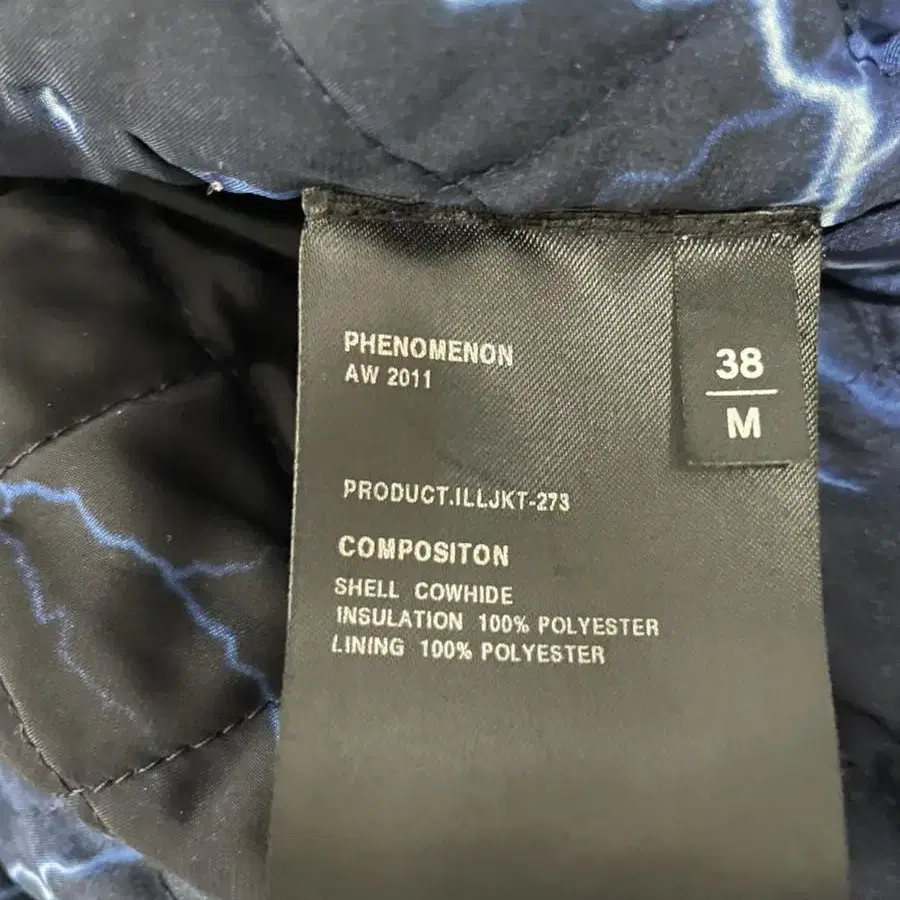 PHENOMENON
AW 2011
38
M
PRODUCT.ILLJKT-273
COMPOSITON
SHELL COWHIDE
INSULATION 100% POLYESTER
LINING 100% POLYESTER